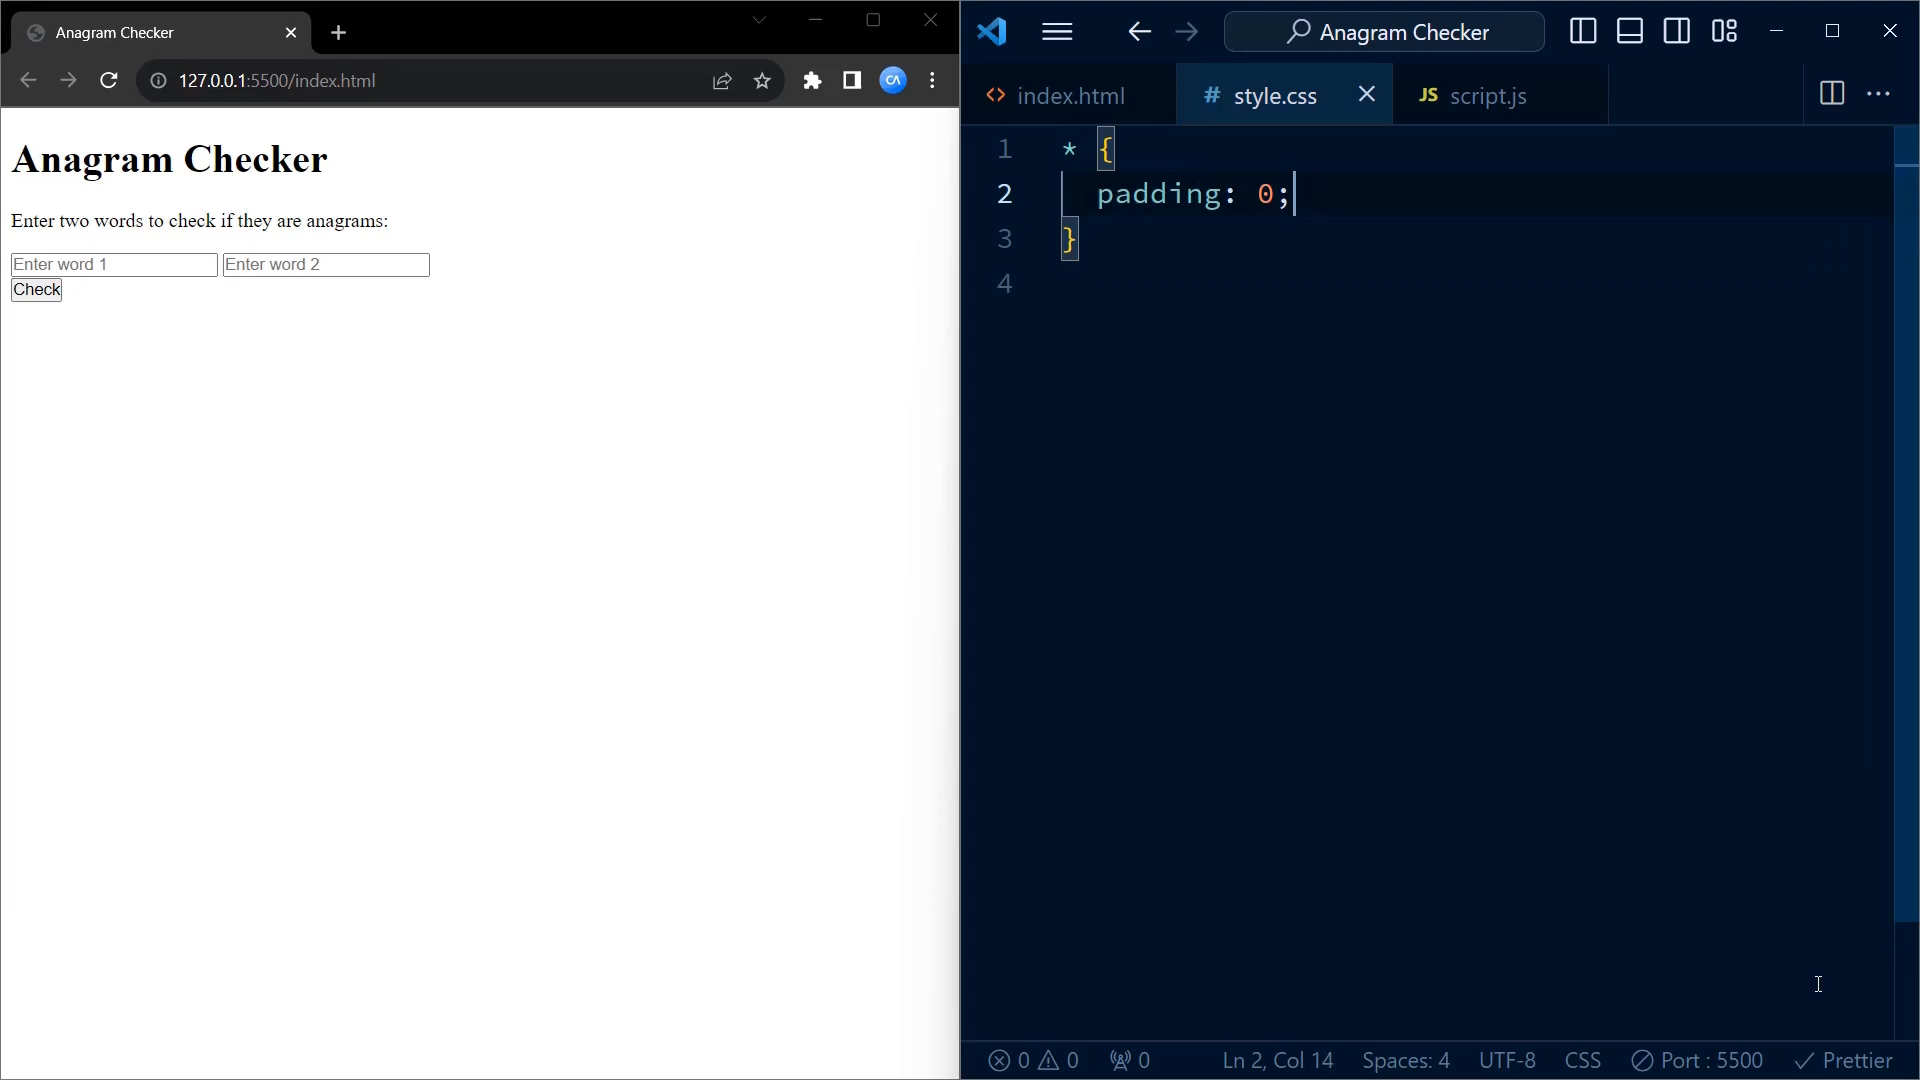 Anagram Checker
127.0.0.1:5500/index.html
CA
Anagram Checker
Enter two words to check if they are anagrams:
Enter word 1 Enter word 2
Check
Anagram Checker
<> index.html # style.css JS script.js
1 * {
2 padding: 0;
3 }
4
0 0 0 Ln 2, Col 14 Spaces: 4 UTF-8 CSS Port : 5500 Prettier